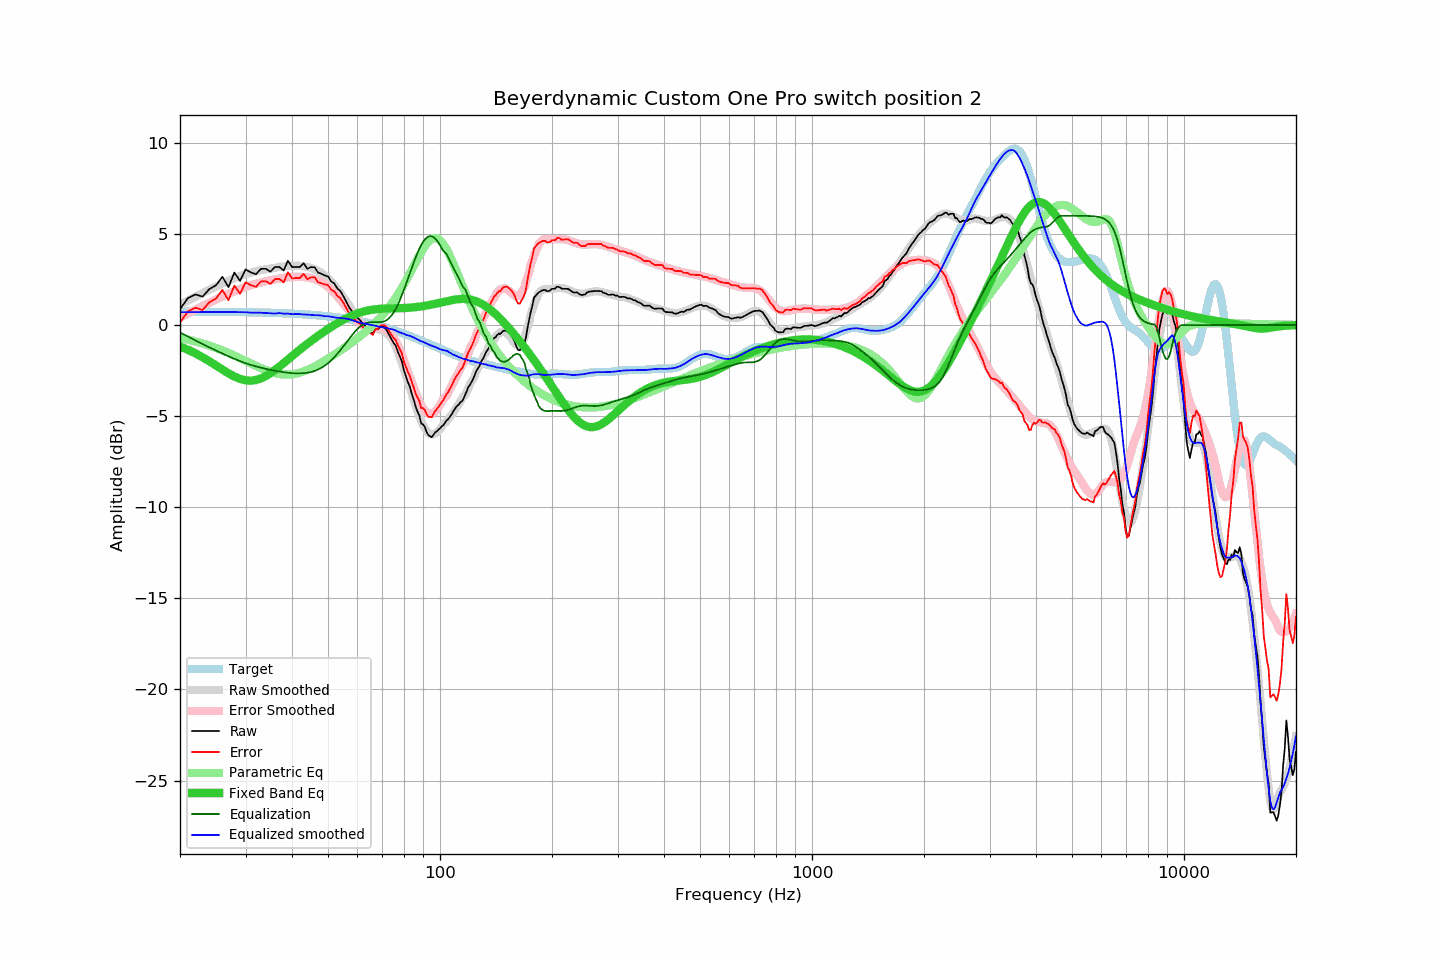 Beyerdynamic Custom One Pro switch position 2
10
5
0
−5
−10
−15
−20
−25
Amplitude (dBr)
Target
Raw Smoothed
Error Smoothed
Raw
Error
Parametric Eq
Fixed Band Eq
Equalization
Equalized smoothed
100 1000 10000
Frequency (Hz)